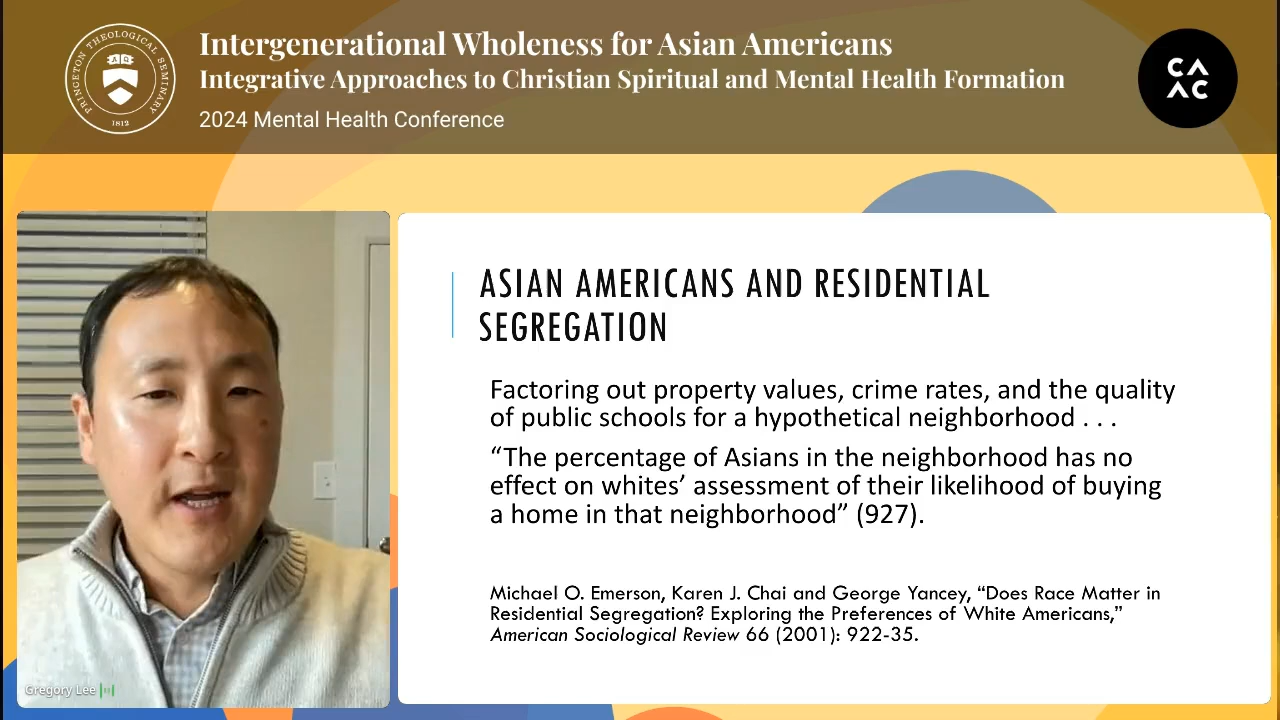 PRINCETON THEOLOGICAL SEMINARY
1812
Intergenerational Wholeness for Asian Americans
Integrative Approaches to Christian Spiritual and Mental Health Formation
2024 Mental Health Conference
CA
AC
ASIAN AMERICANS AND RESIDENTIAL
SEGREGATION
Factoring out property values, crime rates, and the quality
of public schools for a hypothetical neighborhood . . .
“The percentage of Asians in the neighborhood has no
effect on whites’ assessment of their likelihood of buying
a home in that neighborhood” (927).
Michael O. Emerson, Karen J. Chai and George Yancey, “Does Race Matter in
Residential Segregation? Exploring the Preferences of White Americans,”
American Sociological Review 66 (2001): 922-35.
Gregory Lee